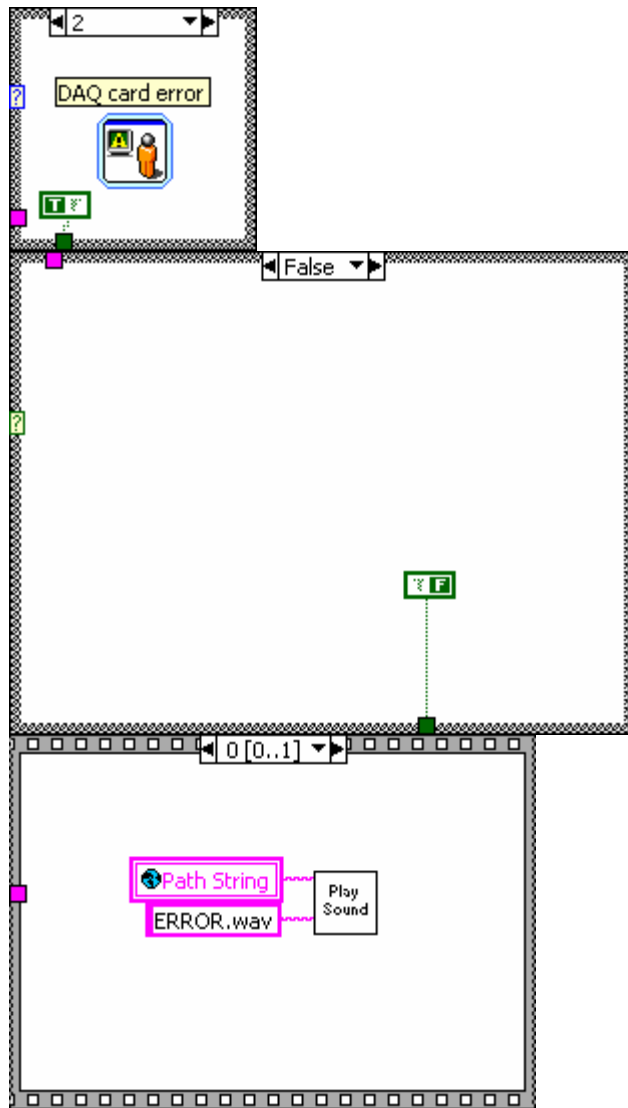 2
?
DAQ card error
A
T
False
?
F
0 [0..1]
Path String
ERROR.wav
Play
Sound